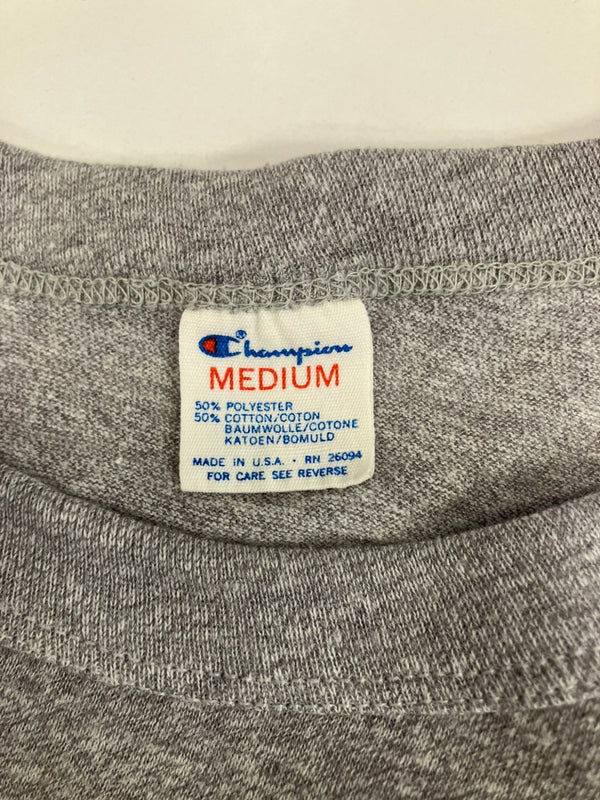 Champion®
MEDIUM
50% POLYESTER
50% COTTON/COTON
BAUMWOLLE/COTONE
KATOEN/BOMULD
MADE IN U.S.A. · RN 26094
FOR CARE SEE REVERSE